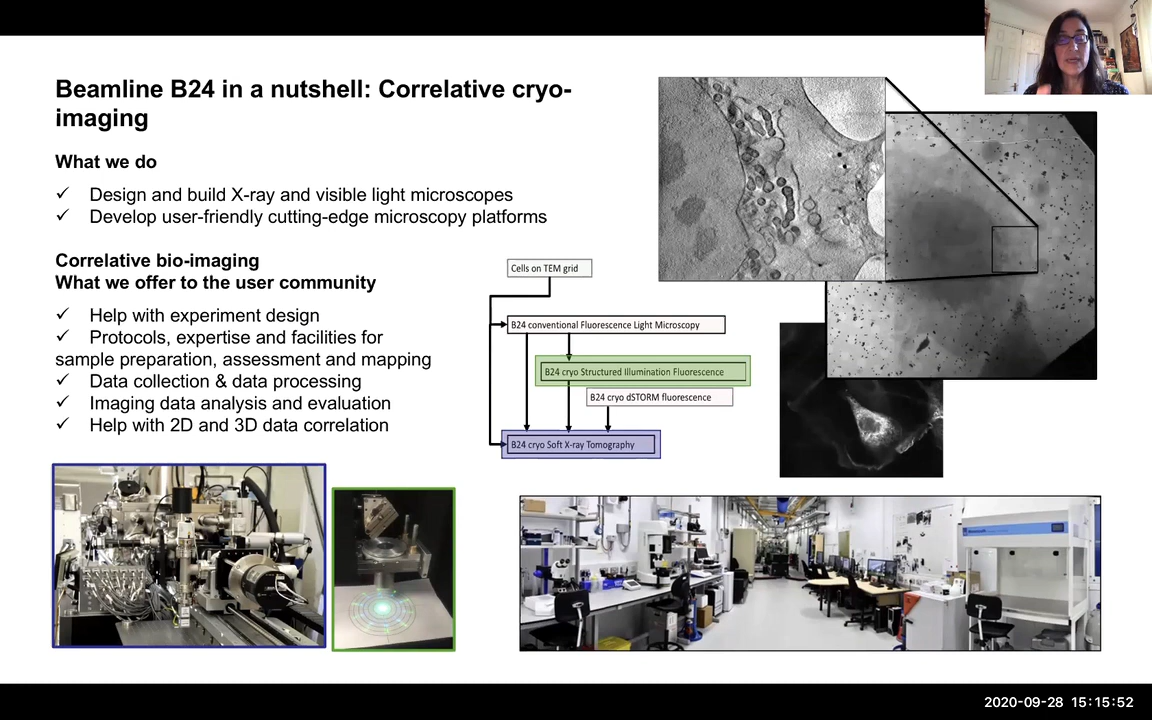 Beamline B24 in a nutshell: Correlative cryo-
imaging
What we do
✓ Design and build X-ray and visible light microscopes
✓ Develop user-friendly cutting-edge microscopy platforms
Correlative bio-imaging
What we offer to the user community
✓ Help with experiment design
✓ Protocols, expertise and facilities for
sample preparation, assessment and mapping
✓ Data collection & data processing
✓ Imaging data analysis and evaluation
✓ Help with 2D and 3D data correlation
Cells on TEM grid
B24 conventional Fluorescence Light Microscopy
B24 cryo Structured Illumination Fluorescence
B24 cryo dSTORM fluorescence
B24 cryo Soft X-ray Tomography
2020-09-28 15:15:52